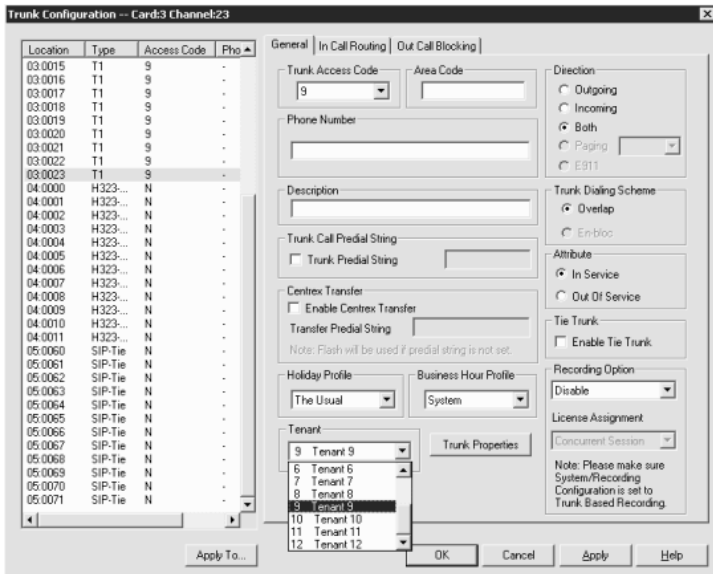 Trunk Configuration -- Card:3 Channel:23
Location Type Access Code Pho
03:0015 T1 9 -
03:0016 T1 9 -
03:0017 T1 9 -
03:0018 T1 9 -
03:0019 T1 9 -
03:0020 T1 9 -
03:0021 T1 9 -
03:0022 T1 9 -
03:0023 T1 9 -
04:0000 H323-... N -
04:0001 H323-... N -
04:0002 H323-... N -
04:0003 H323-... N -
04:0004 H323-... N -
04:0005 H323-... N -
04:0006 H323-... N -
04:0007 H323-... N -
04:0008 H323-... N -
04:0009 H323-... N -
04:0010 H323-... N -
04:0011 H323-... N -
05:0060 SIP-Tie N -
05:0061 SIP-Tie N -
05:0062 SIP-Tie N -
05:0063 SIP-Tie N -
05:0064 SIP-Tie N -
05:0065 SIP-Tie N -
05:0066 SIP-Tie N -
05:0067 SIP-Tie N -
05:0068 SIP-Tie N -
05:0069 SIP-Tie N -
05:0070 SIP-Tie N -
05:0071 SIP-Tie N -
Apply To...
General In Call Routing Out Call Blocking
Trunk Access Code
9
Area Code
Phone Number
Description
Trunk Call Predial String
Trunk Predial String
Centrex Transfer
Enable Centrex Transfer
Transfer Predial String
Note: Flash will be used if predial string is not set.
Holiday Profile
The Usual
Business Hour Profile
System
Tenant
9 Tenant 9
6 Tenant 6
7 Tenant 7
8 Tenant 8
9 Tenant 9
10 Tenant 10
11 Tenant 11
12 Tenant 12
Trunk Properties
Direction
Outgoing
Incoming
Both
Paging
E911
Trunk Dialing Scheme
Overlap
En-bloc
Attribute
In Service
Out Of Service
Tie Trunk
Enable Tie Trunk
Recording Option
Disable
License Assignment
Concurrent Session
Note: Please make sure
System/Recording
Configuration is set to
Trunk Based Recording.
OK Cancel Apply Help